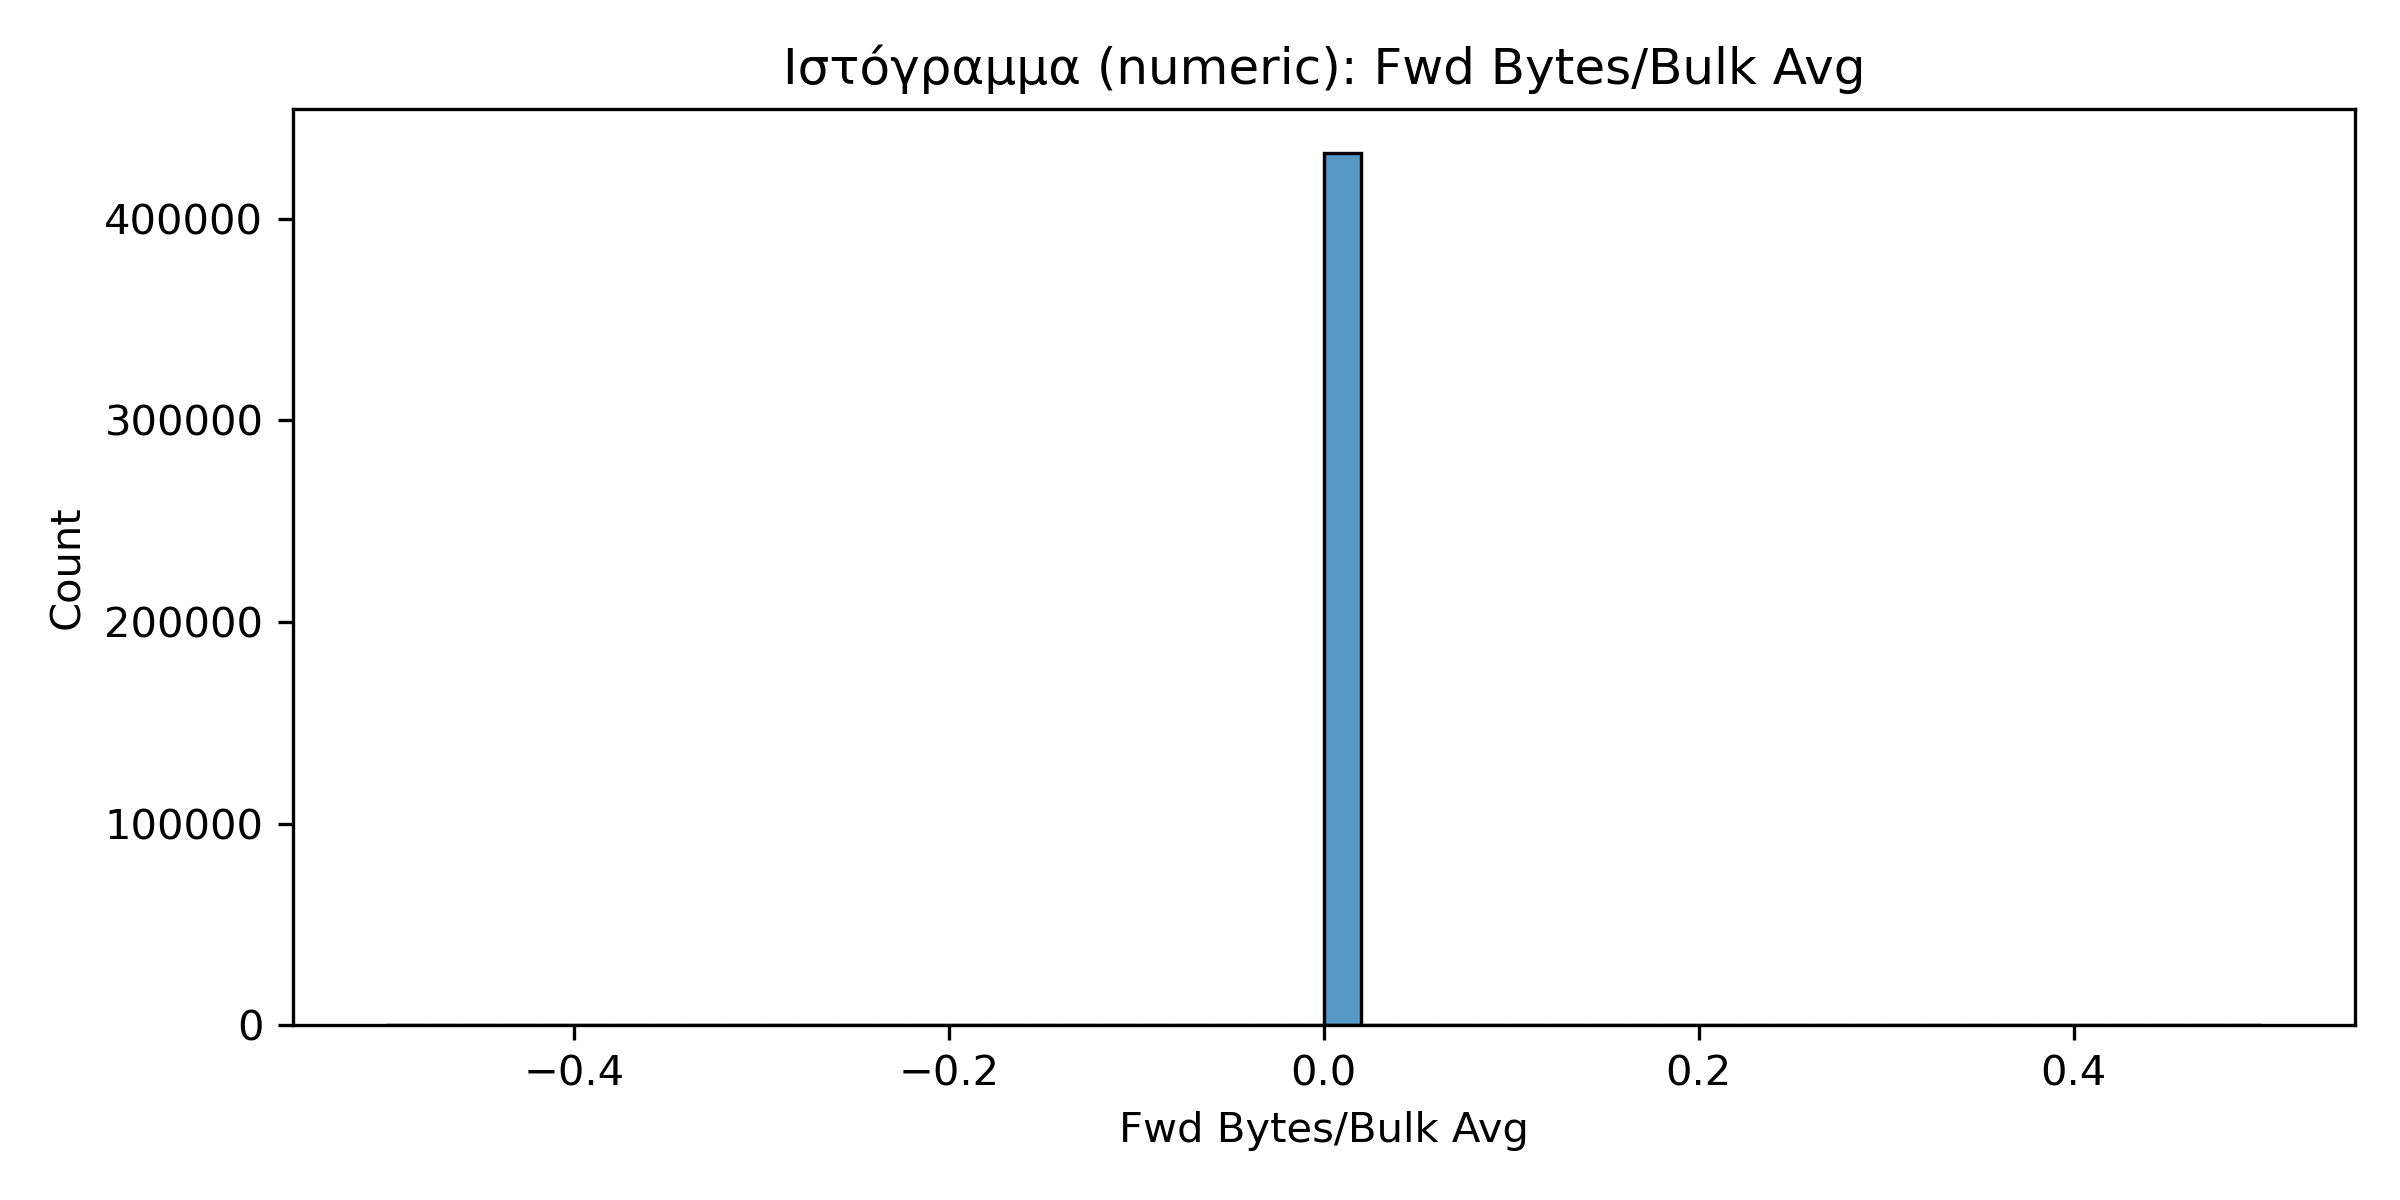 Ιστόγραμμα (numeric): Fwd Bytes/Bulk Avg
Count
400000
300000
200000
100000
0
−0.4 −0.2 0.0 0.2 0.4
Fwd Bytes/Bulk Avg